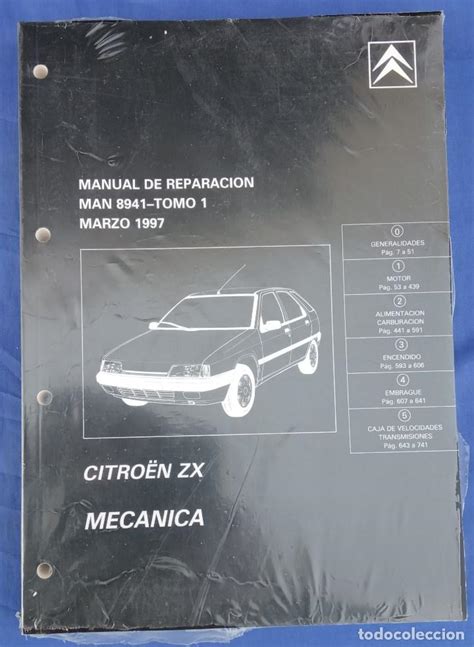 MANUAL DE REPARACION
MAN 8941-TOMO 1
MARZO 1997
0
GENERALIDADES
Pág. 7 a 51
1
MOTOR
Pág. 53 a 439
2
ALIMENTACION
CARBURACION
Pág. 441 a 591
3
ENCENDIDO
Pág. 593 a 606
4
EMBRAGUE
Pág. 607 a 641
5
CAJA DE VELOCIDADES
TRANSMISIONES
Pág. 643 a 741
CITROËN ZX
MECANICA
todocoleccion